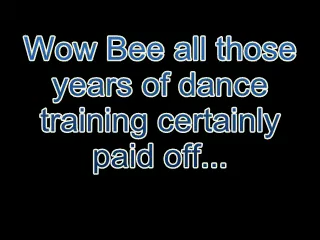 Wow Bee all those
years of dance
training certainly
paid off...